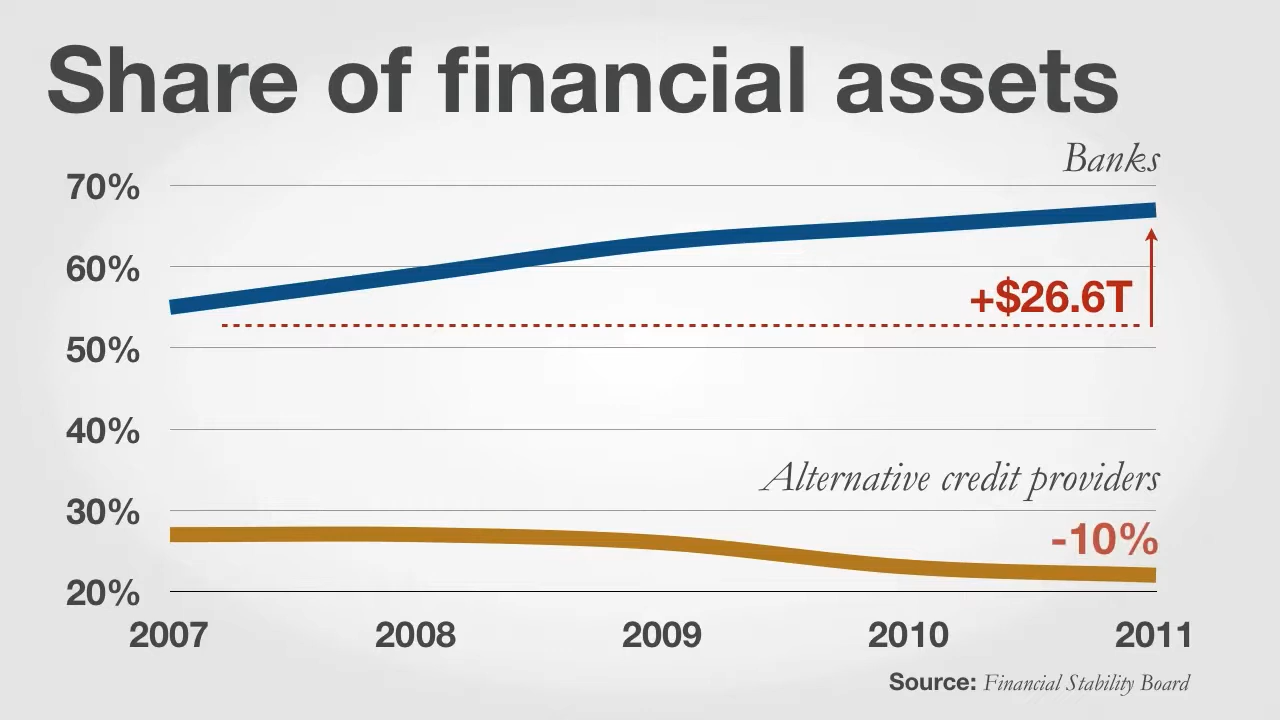 Share of financial assets
Banks
70%
60%
+$26.6T
50%
40%
Alternative credit providers
30%
-10%
20%
2007 2008 2009 2010 2011
Source: Financial Stability Board